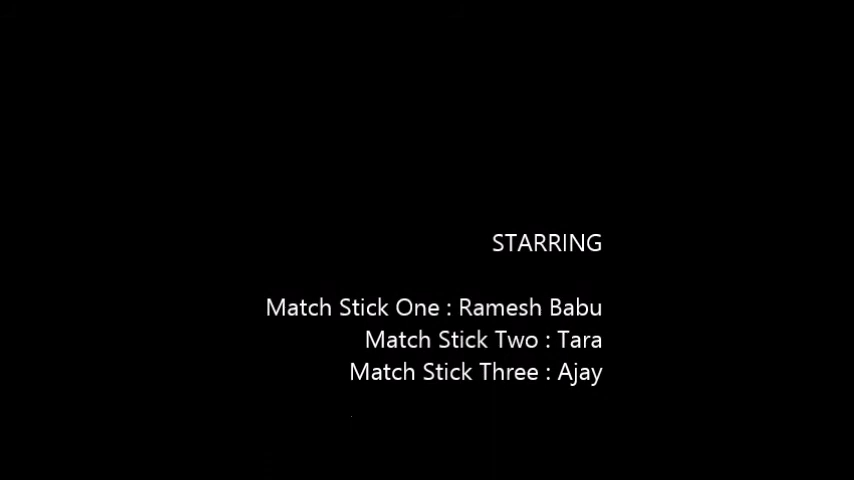 STARRING
Match Stick One : Ramesh Babu
Match Stick Two : Tara
Match Stick Three : Ajay